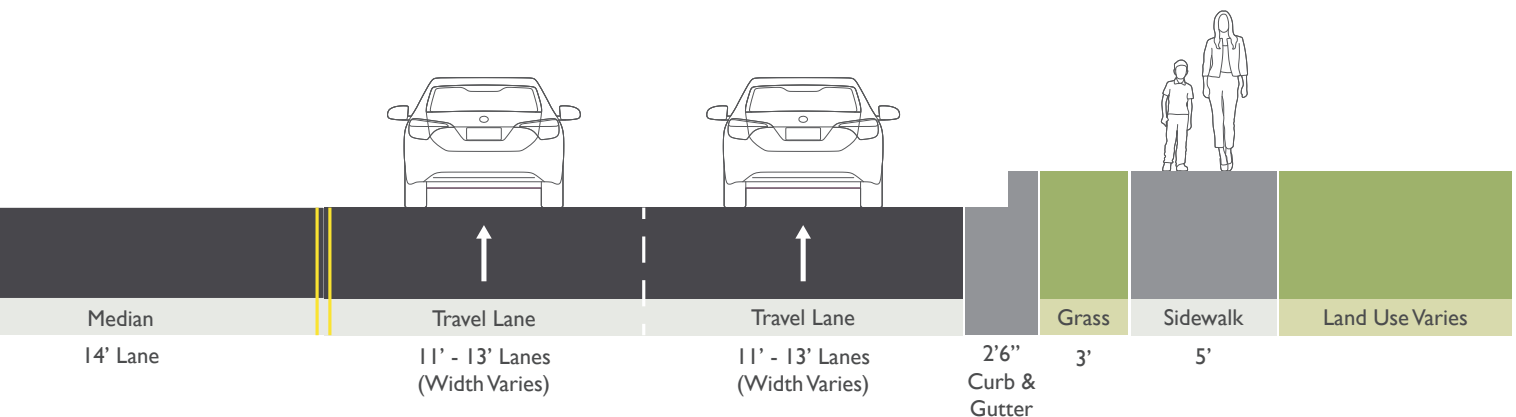 Median
Travel Lane
Travel Lane
Grass
Sidewalk
Land Use Varies
14’ Lane
11’ - 13’ Lanes
(Width Varies)
11’ - 13’ Lanes
(Width Varies)
2’6”
Curb &
Gutter
3’
5’